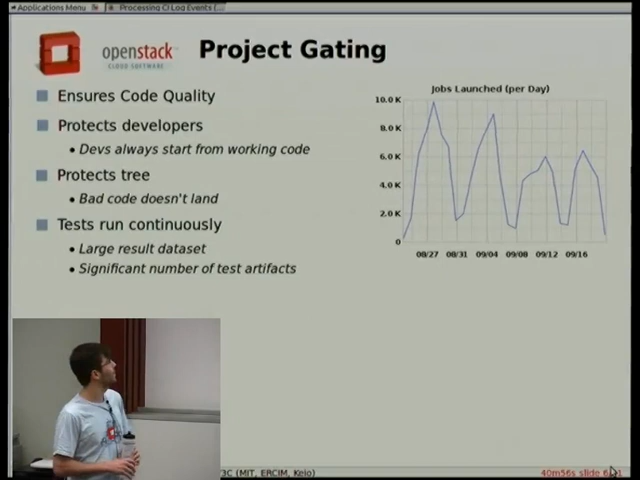 Applications Menu
Processing CI Log Events (
openstack
CLOUD SOFTWARE
Project Gating
Ensures Code Quality
Protects developers
• Devs always start from working code
Protects tree
• Bad code doesn't land
Tests run continuously
• Large result dataset
• Significant number of test artifacts
Jobs Launched (per Day)
10.0 K
8.0 K
6.0 K
4.0 K
2.0 K
0
08/27 08/31 09/04 09/08 09/12 09/16
3C (MIT, ERCIM, Keio)
40m56s slide